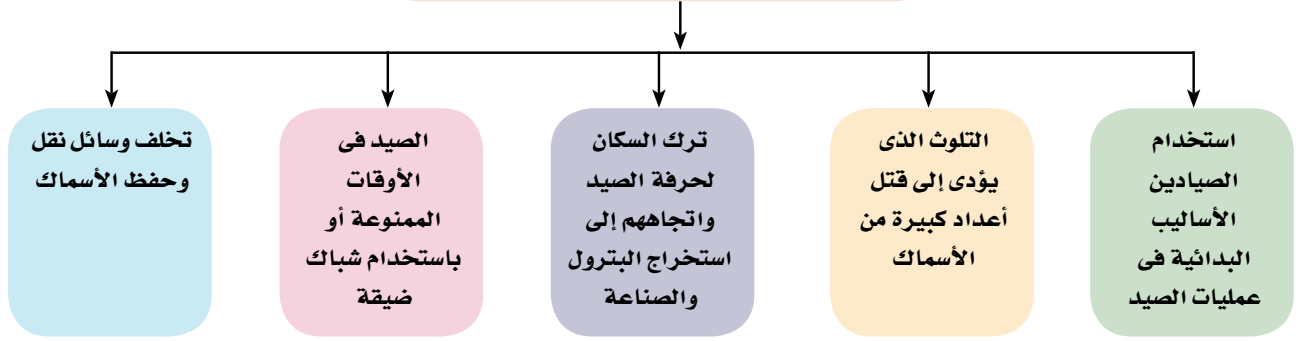 استخدام
الصيادين
الأساليب
البدائية فى
عمليات الصيد
التلوث الذى
يؤدى إلى قتل
أعداد كبيرة من
الأسماك
ترك السكان
لحرفة الصيد
واتجاههم إلى
استخراج البترول
والصناعة
الصيد فى
الأوقات
الممنوعة أو
باستخدام شباك
ضيقة
تخلف وسائل نقل
وحفظ الأسماك